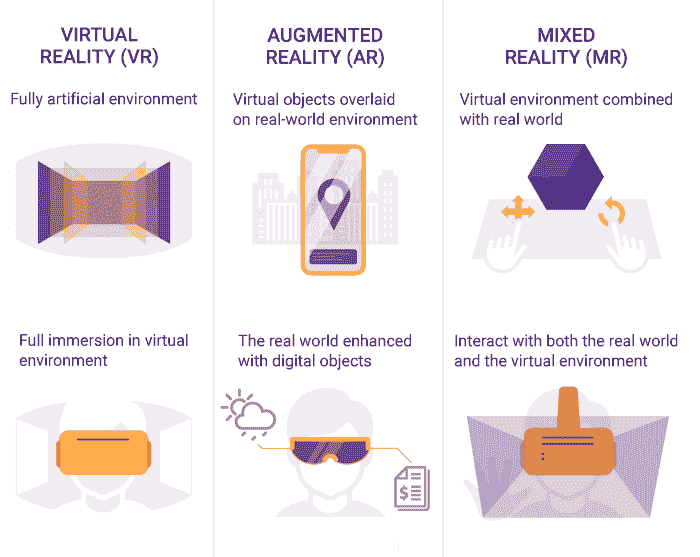 VIRTUAL
REALITY (VR)
Fully artificial environment
Full immersion in virtual
environment
AUGMENTED
REALITY (AR)
Virtual objects overlaid
on real-world environment
The real world enhanced
with digital objects
$
MIXED
REALITY (MR)
Virtual environment combined
with real world
Interact with both the real world
and the virtual environment